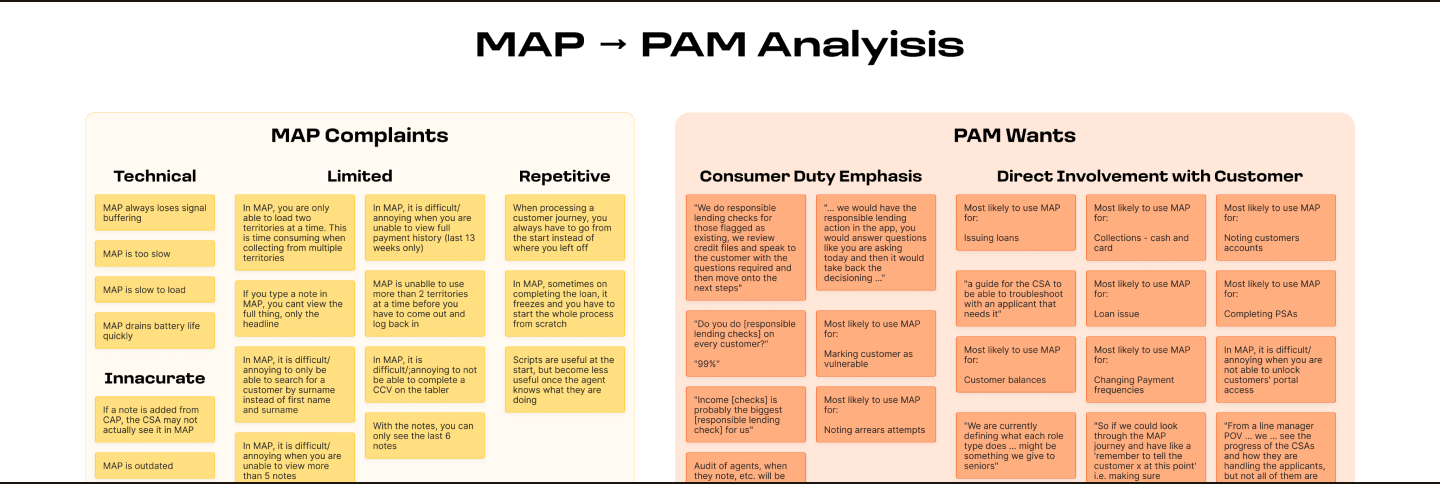 MAP → PAM Analyisis
MAP Complaints
Technical
MAP always loses signal
buffering
MAP is too slow
MAP is slow to load
MAP drains battery life
quickly
Innacurate
If a note is added from
CAP, the CSA may not
actually see it in MAP
MAP is outdated
Limited
In MAP, you are only
able to load two
territories at a time. This
is time consuming when
collecting from multiple
territories
If you type a note in
MAP, you cant view the
full thing, only the
headline
In MAP, it is difficult/
annoying to only be
able to search for a
customer by surname
instead of first name
and surname
In MAP, it is difficult/
annoying when you are
unable to view more
than 5 notes
In MAP, it is difficult/
annoying when you are
unable to view full
payment history (last 13
weeks only)
MAP is unablle to use
more than 2 territories
at a time before you
have to come out and
log back in
In MAP, it is
difficult/;annoying to not
be able to complete a
CCV on the tabler
With the notes, you can
only see the last 6
notes
Repetitive
When processing a
customer journey, you
always have to go from
the start instead of
where you left off
In MAP, sometimes on
completing the loan, it
freezes and you have to
start the whole process
from scratch
Scripts are useful at the
start, but become less
useful once the agent
knows what they are
doing
PAM Wants
Consumer Duty Emphasis
"We do responsible
lending checks for
those flagged as
existing, we review
credit files and speak to
the customer with the
questions required and
then move onto the
next steps"
"Do you do [responsible
lending checks] on
every customer?"
"99%"
"Income [checks] is
probably the biggest
[responsible lending
check] for us"
Audit of agents, when
they note, etc. will be
"... we would have the
responsible lending
action in the app, you
would answer questions
like you are asking
today and then it would
take back the
decisioning ..."
Most likely to use MAP
for:
Marking customer as
vulnerable
Most likely to use MAP
for:
Noting arrears attempts
Direct Involvement with Customer
Most likely to use MAP
for:
Issuing loans
"a guide for the CSA to
be able to troubleshoot
with an applicant that
needs it"
Most likely to use MAP
for:
Customer balances
"We are currently
defining what each role
type does ... might be
something we give to
seniors"
Most likely to use MAP
for:
Collections - cash and
card
Most likely to use MAP
for:
Loan issue
Most likely to use MAP
for:
Changing Payment
frequencies
"So if we could look
through the MAP
journey and have like a
'remember to tell the
customer x at this point'
i.e. making sure
Most likely to use MAP
for:
Noting customers
accounts
Most likely to use MAP
for:
Completing PSAs
In MAP, it is difficult/
annoying when you are
not able to unlock
customers' portal
access
"From a line manager
POV ... we ... see the
progress of the CSAs
and how they are
handling the applicants,
but not all of them are